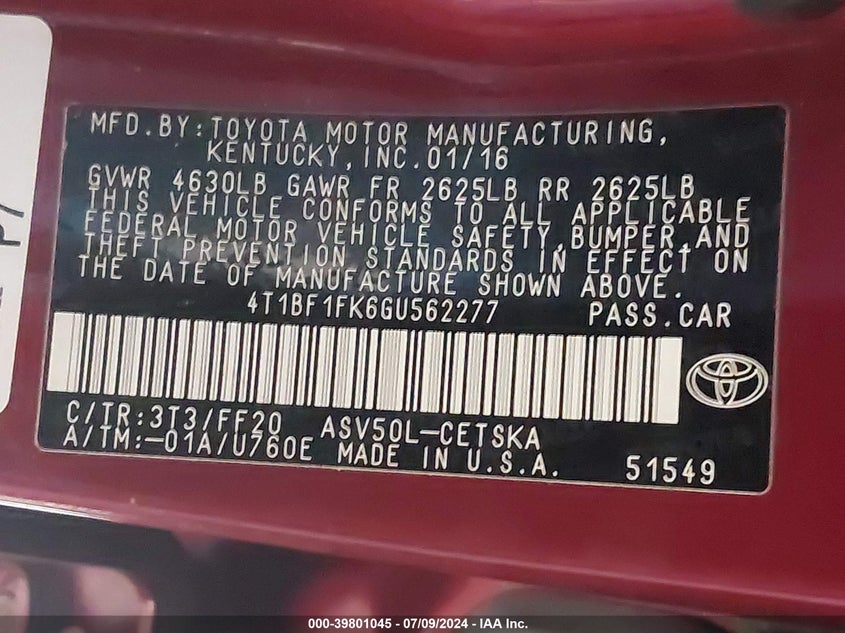 MFD.BY:TOYOTA MOTOR MANUFACTURING,
KENTUCKY,INC.01/16
GVWR 4630LB GAWR FR 2625LB RR 2625LB
THIS VEHICLE CONFORMS TO ALL APPLICABLE
FEDERAL MOTOR VEHICLE SAFETY,BUMPER,AND
THEFT PREVENTION STANDARDS IN EFFECT ON
THE DATE OF MANUFACTURE SHOWN ABOVE.
4T1BF1FK6GU562277 PASS.CAR
C/TR:3T3/FF20 ASV50L-CETSKA
A/TM:-01A/U760E MADE IN U.S.A. 51549
000-39801045 - 07/09/2024 - IAA Inc.